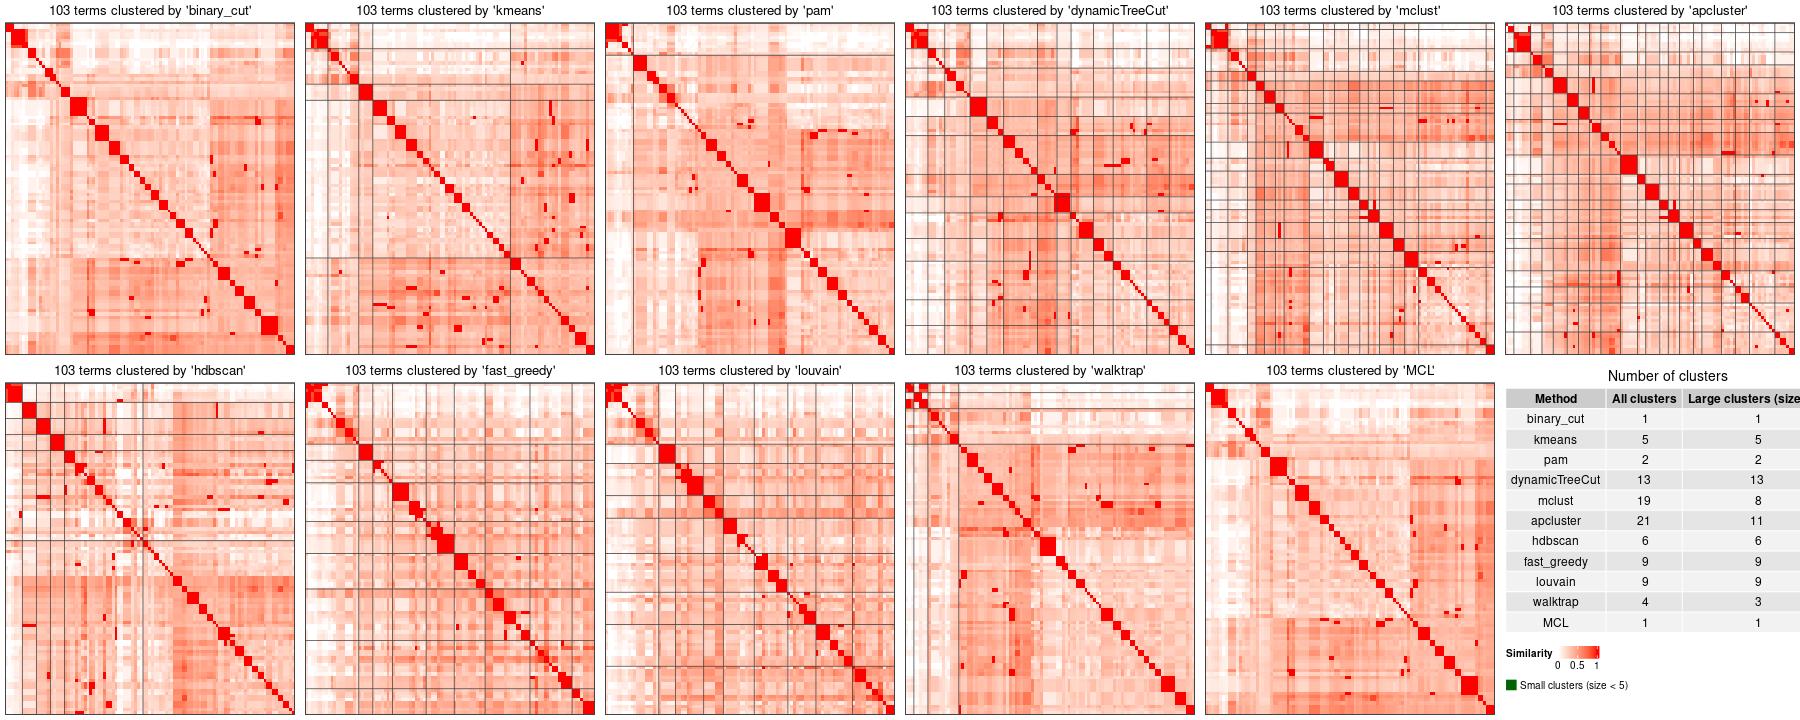 103 terms clustered by 'binary_cut'
103 terms clustered by 'kmeans'
103 terms clustered by 'pam'
103 terms clustered by 'dynamicTreeCut'
103 terms clustered by 'mclust'
103 terms clustered by 'apcluster'
103 terms clustered by 'hdbscan'
103 terms clustered by 'fast_greedy'
103 terms clustered by 'louvain'
103 terms clustered by 'walktrap'
103 terms clustered by 'MCL'
Number of clusters
Method All clusters Large clusters (size
binary_cut 1 1
kmeans 5 5
pam 2 2
dynamicTreeCut 13 13
mclust 19 8
apcluster 21 11
hdbscan 6 6
fast_greedy 9 9
louvain 9 9
walktrap 4 3
MCL 1 1
Similarity
0 0.5 1
Small clusters (size < 5)